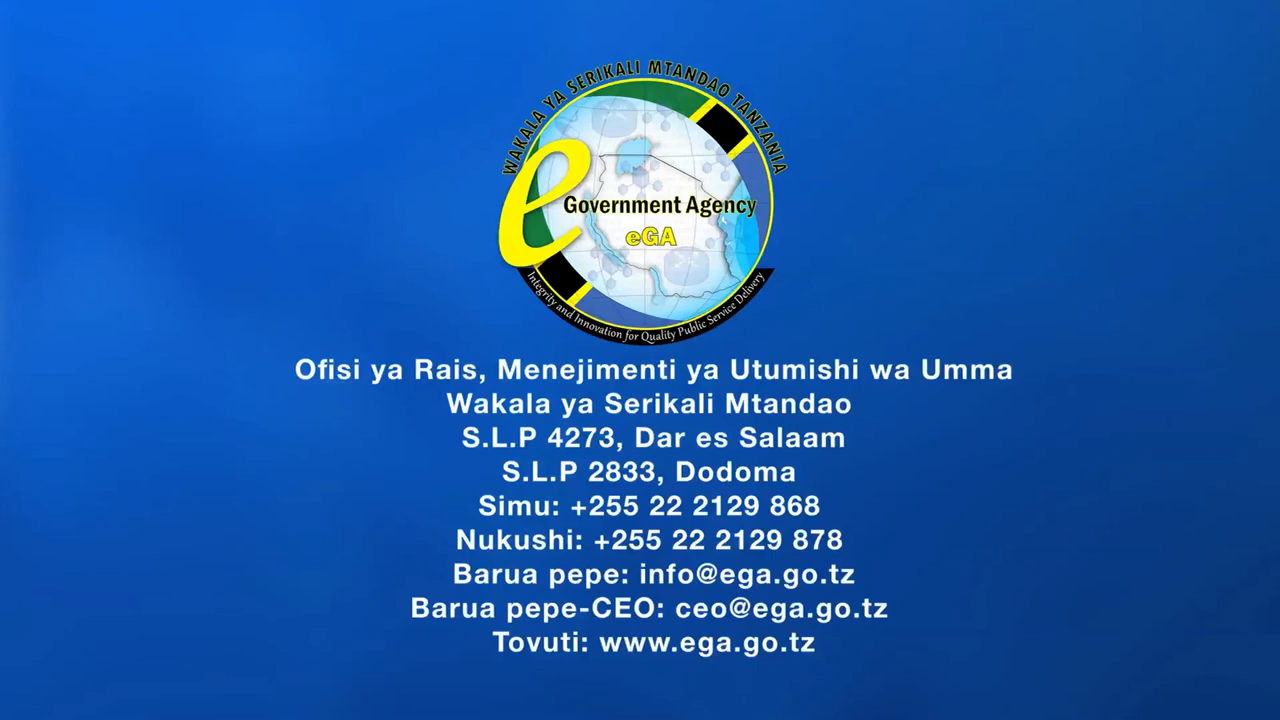 WAKALA YA SERIKALI MTANDAO TANZANIA
e
Government Agency
eGA
Integrity and Innovation for Quality Public Service Delivery
Ofisi ya Rais, Menejimenti ya Utumishi wa Umma
Wakala ya Serikali Mtandao
S.L.P 4273, Dar es Salaam
S.L.P 2833, Dodoma
Simu: +255 22 2129 868
Nukushi: +255 22 2129 878
Barua pepe: info@ega.go.tz
Barua pepe-CEO: ceo@ega.go.tz
Tovuti: www.ega.go.tz